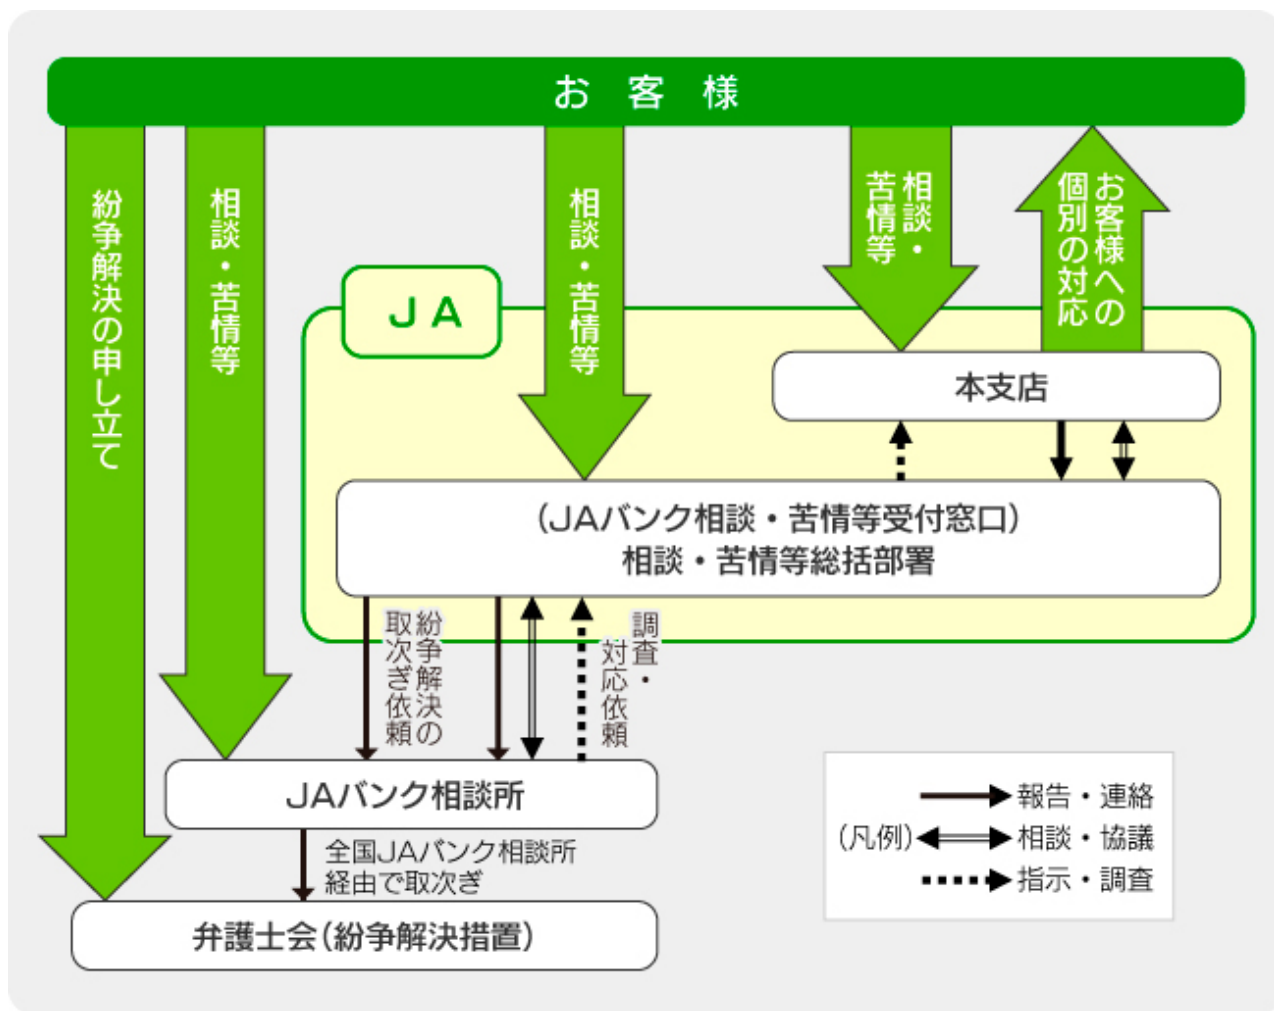 お客様
紛争解決の申し立て
相談・苦情等
相談・苦情等
相談・
苦情等
お客様への
個別の対応
JA
本支店
(JAバンク相談・苦情等受付窓口)
相談・苦情等総括部署
紛争解決の
取次ぎ依頼
調査・
対応依頼
JAバンク相談所
全国JAバンク相談所
経由で取次ぎ
弁護士会(紛争解決措置)
(凡例)
報告・連絡
相談・協議
指示・調査